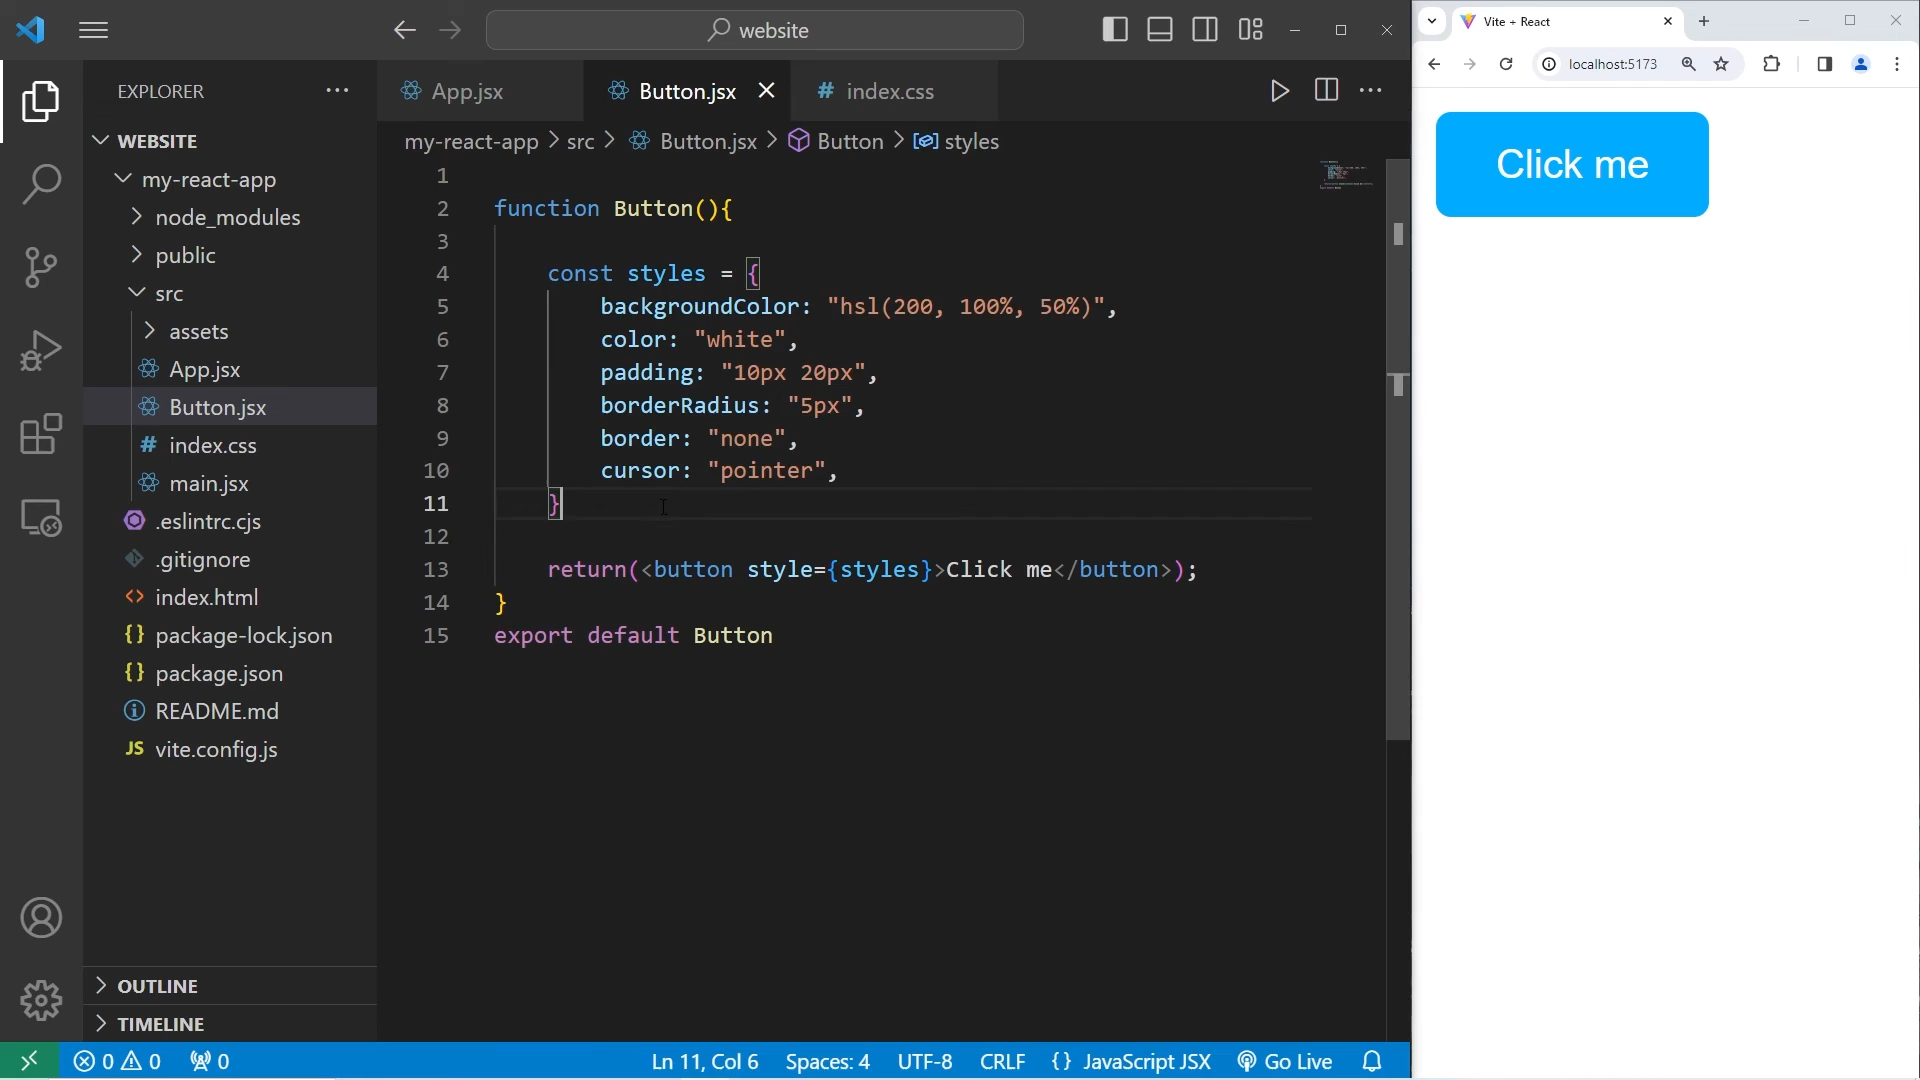 website
EXPLORER
WEBSITE
my-react-app
node_modules
public
src
assets
App.jsx
Button.jsx
# index.css
main.jsx
.eslintrc.cjs
.gitignore
<> index.html
{} package-lock.json
{} package.json
README.md
JS vite.config.js
OUTLINE
TIMELINE
App.jsx
Button.jsx
# index.css
my-react-app > src > Button.jsx > Button > styles
1
2 function Button(){
3
4 const styles = {
5 backgroundColor: "hsl(200, 100%, 50%)",
6 color: "white",
7 padding: "10px 20px",
8 borderRadius: "5px",
9 border: "none",
10 cursor: "pointer",
11 }
12
13 return(<button style={styles}>Click me</button>);
14 }
15 export default Button
0 0 0 Ln 11, Col 6 Spaces: 4 UTF-8 CRLF {} JavaScript JSX Go Live
Vite + React
localhost:5173
Click me